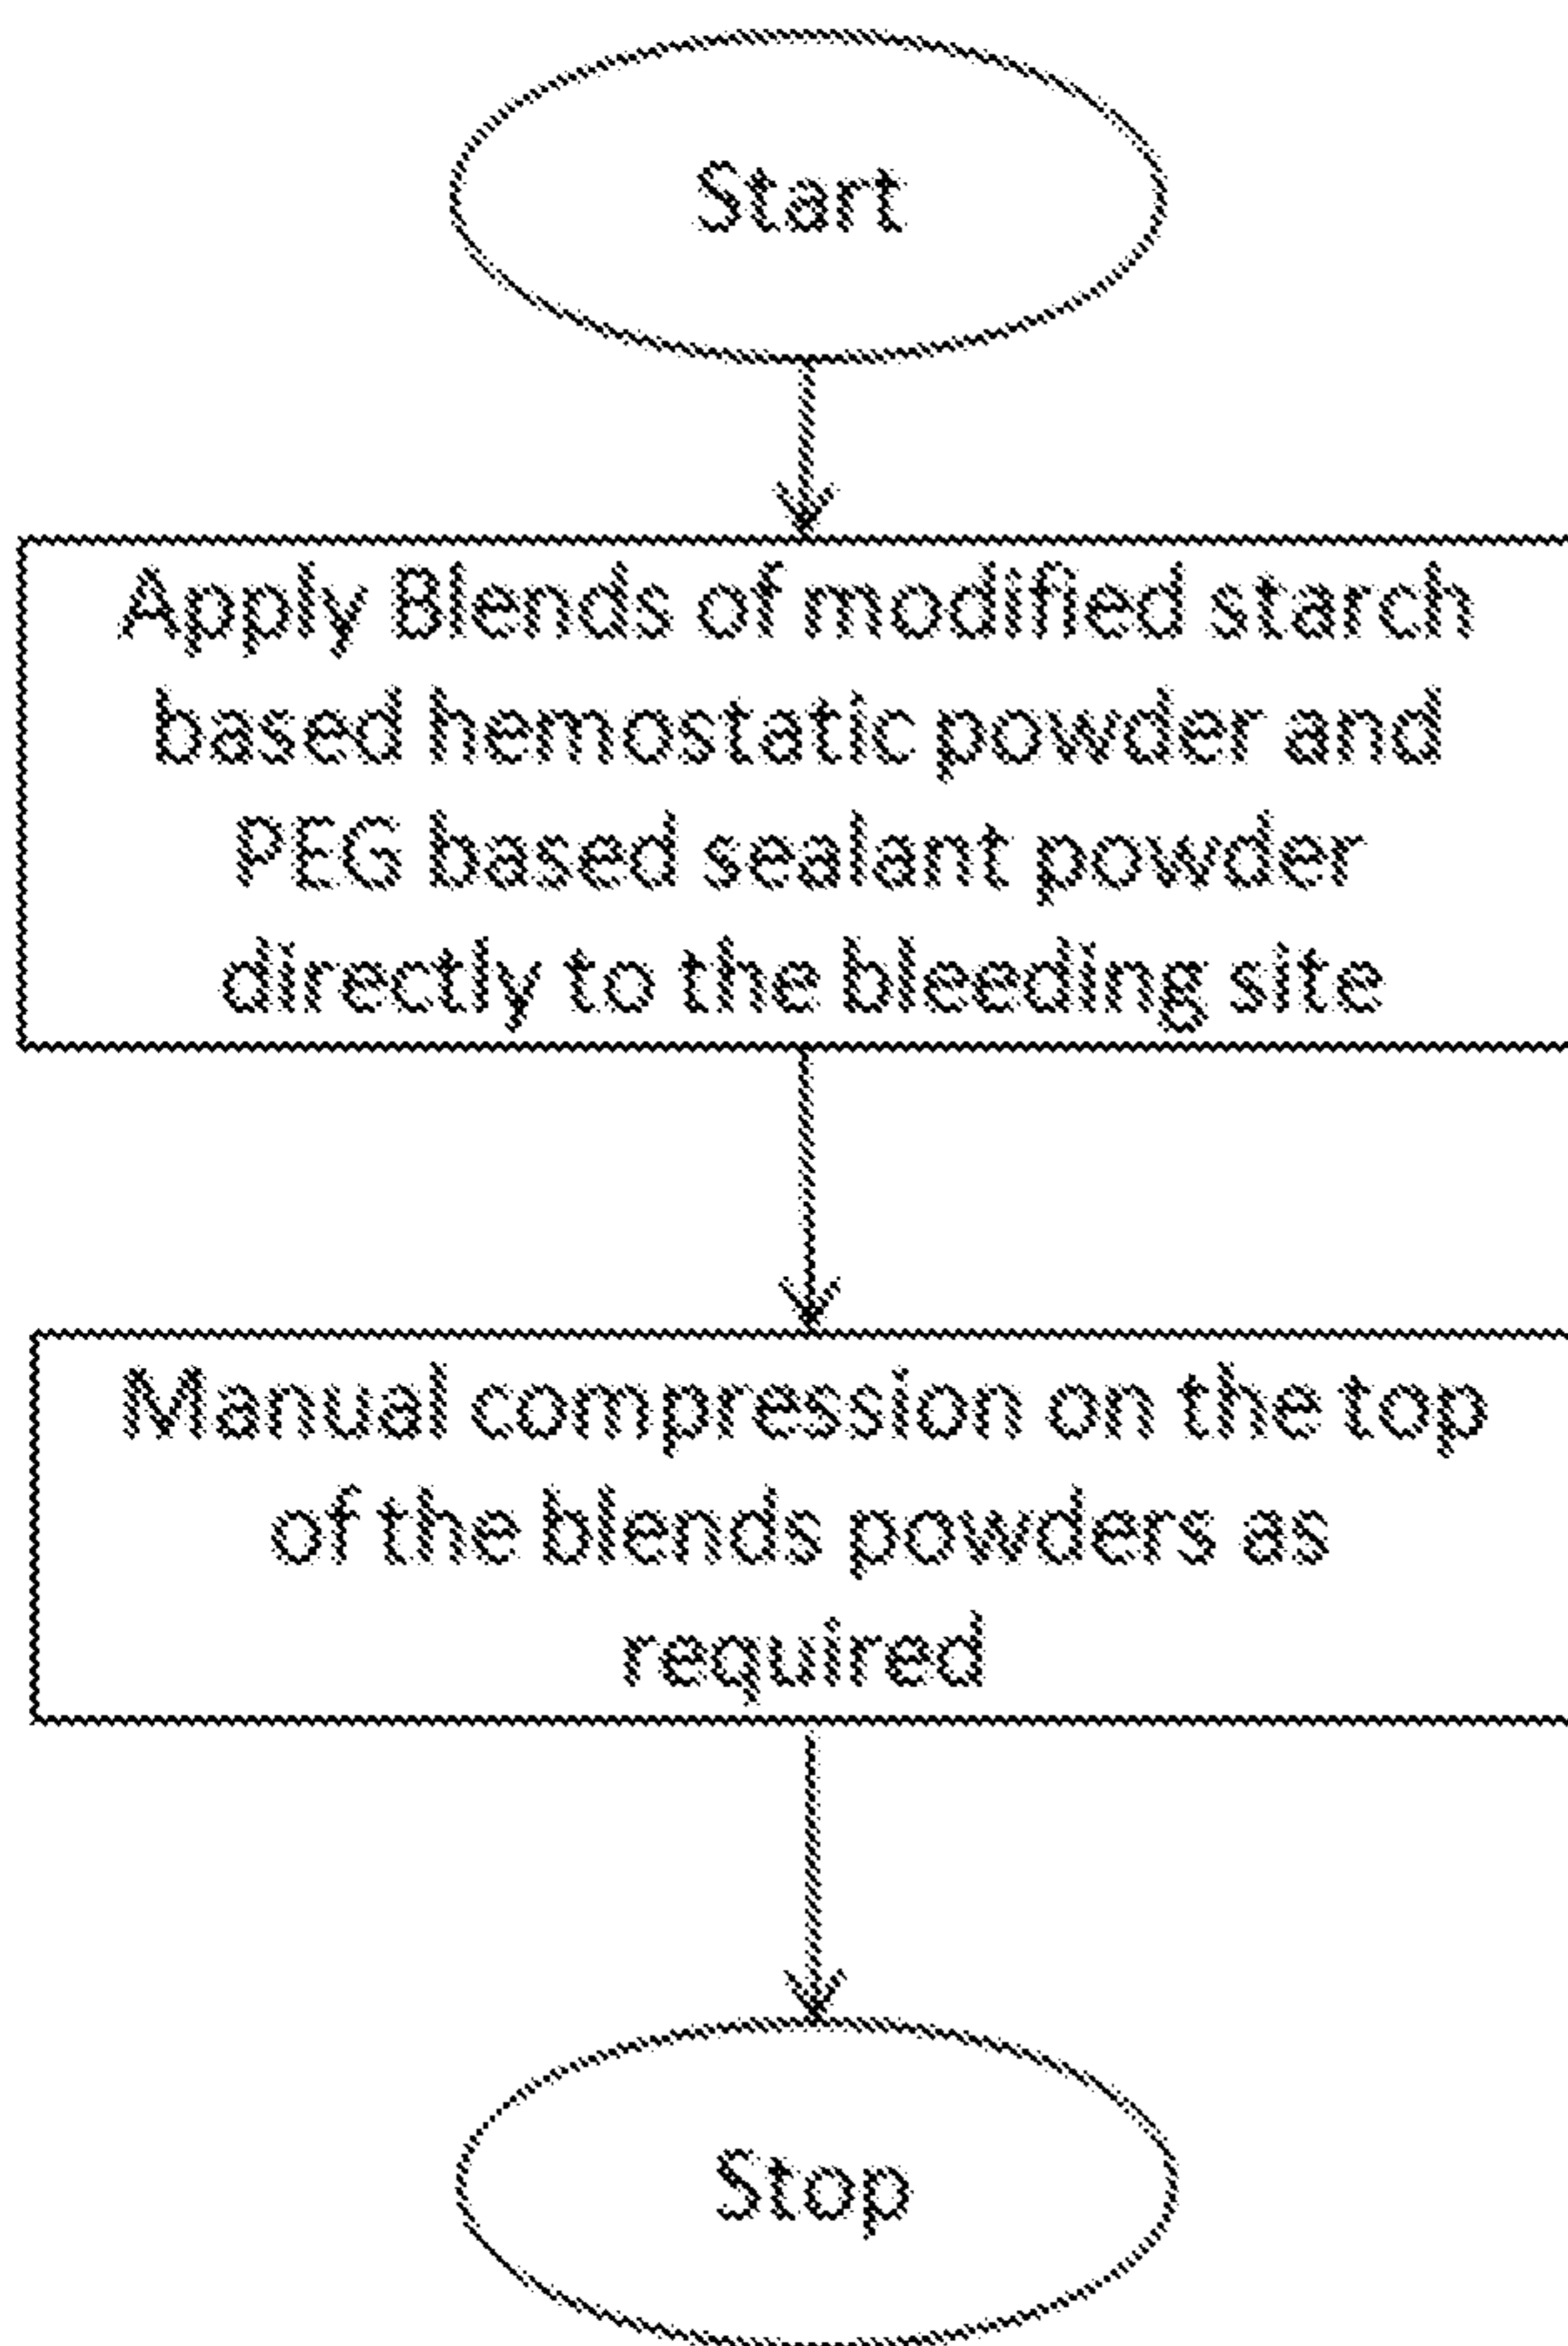 Start
Apply Blends of modified starch
based hemostatic powder and
PEG based sealant powder
directly to the bleeding site
Manual compression on the top
of the blends powders as
required
Stop